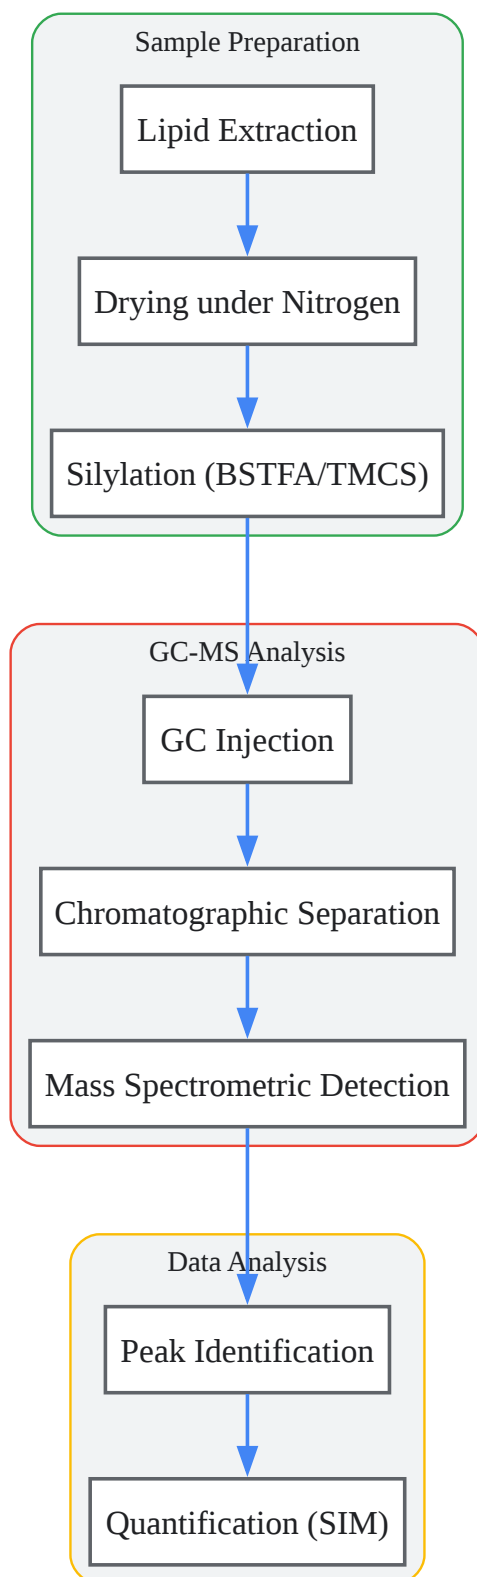 Sample Preparation
Lipid Extraction
Drying under Nitrogen
Silylation (BSTFA/TMCS)
GC-MS Analysis
GC Injection
Chromatographic Separation
Mass Spectrometric Detection
Data Analysis
Peak Identification
Quantification (SIM)